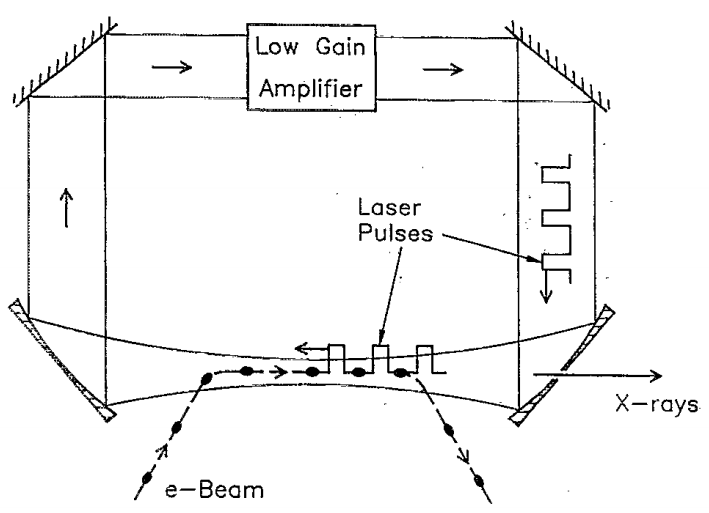 Low Gain
Amplifier
Laser
Pulses
X-rays
e-Beam